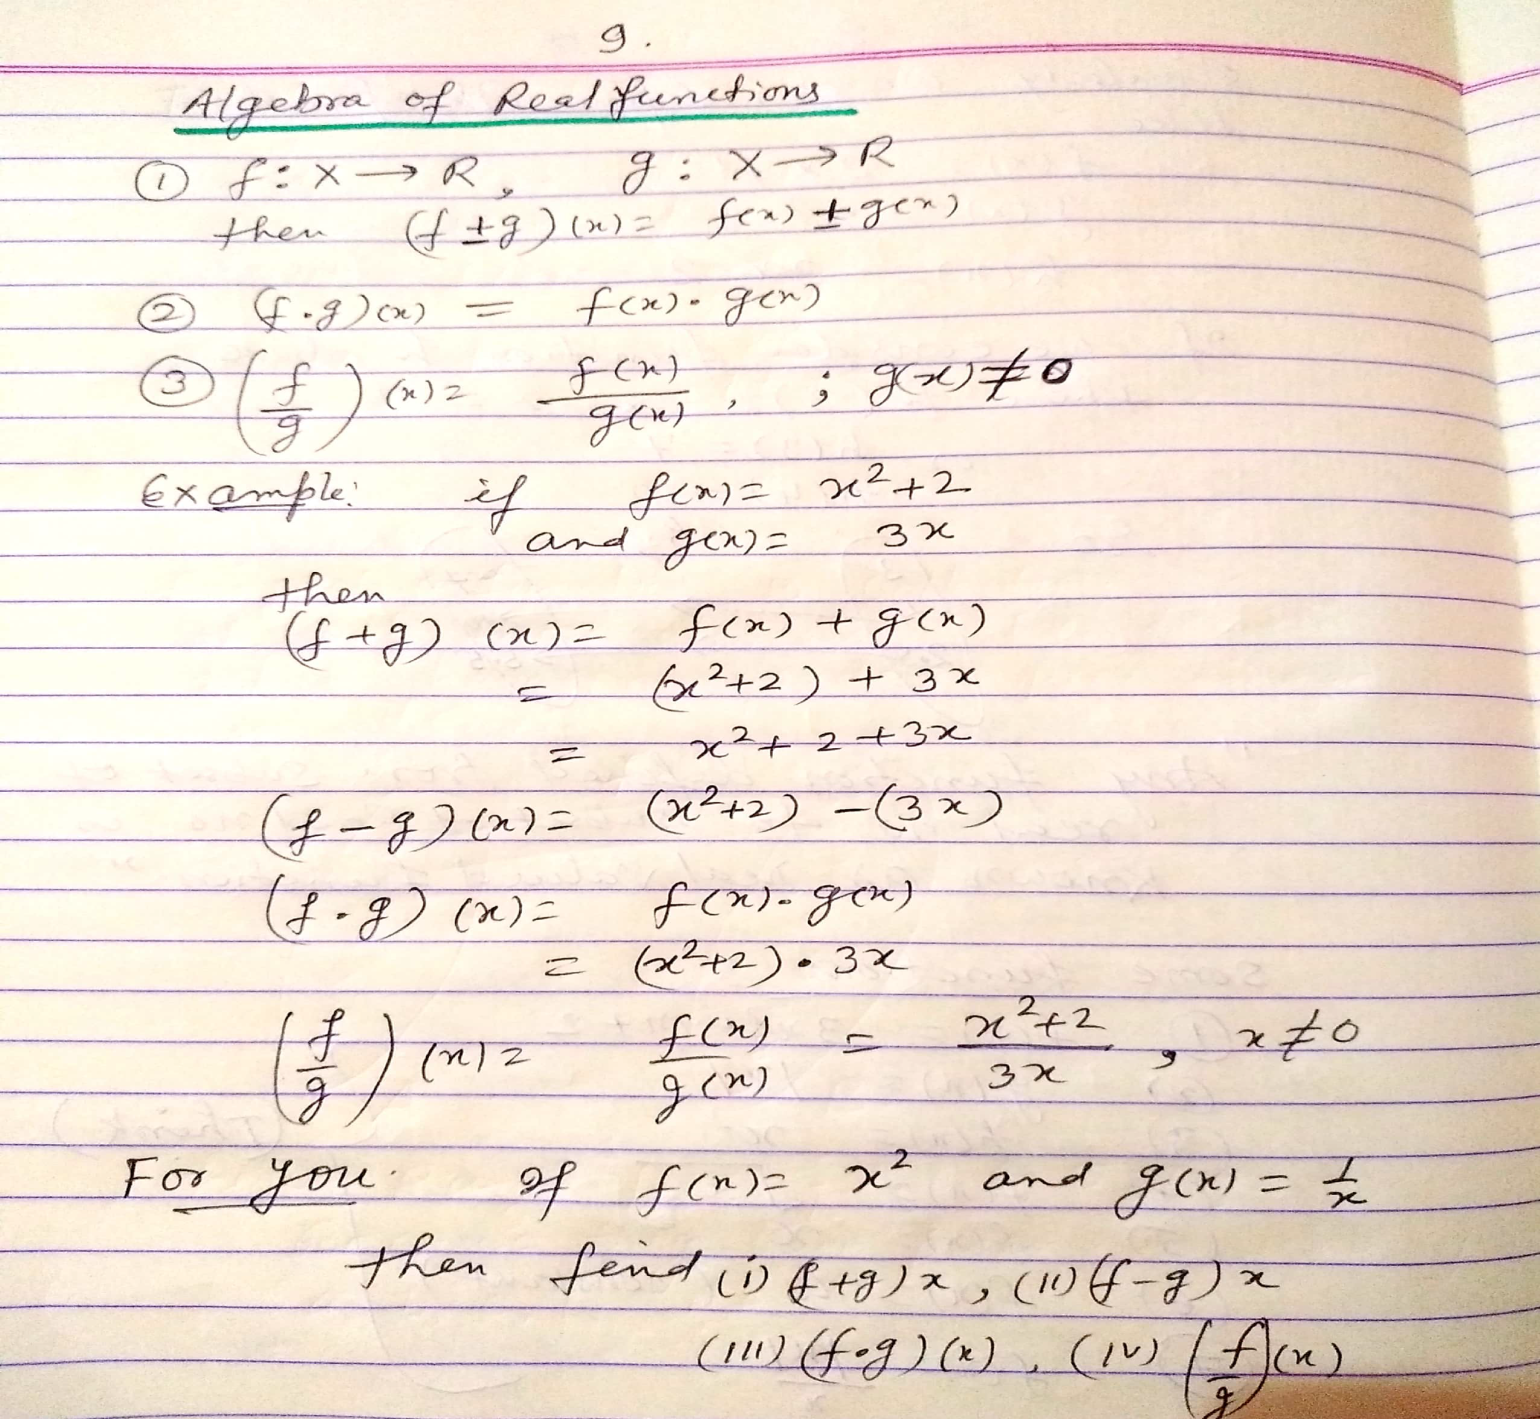 9.
Algebra of Real functions
① f : X → R, g : X → R
then (f ± g)(x) = f(x) ± g(x)
② (f . g)(x) = f(x) . g(x)
③ (f/g)(x) = f(x)/g(x) , ; g(x) ≠ 0
Example: if f(x) = x²+2
and g(x) = 3x
then
(f + g) (x) = f(x) + g(x)
= (x²+2) + 3x
= x² + 2 + 3x
(f - g)(x) = (x²+2) - (3x)
(f . g) (x) = f(x) . g(x)
= (x²+2) . 3x
(f/g) (x) = f(x)/g(x) = x²+2/3x , x ≠ 0
For you. If f(x) = x² and g(x) = 1/x
then find (i) (f + g) x , (ii) (f - g) x
(iii) (f . g)(x) , (iv) (f/g)(x)